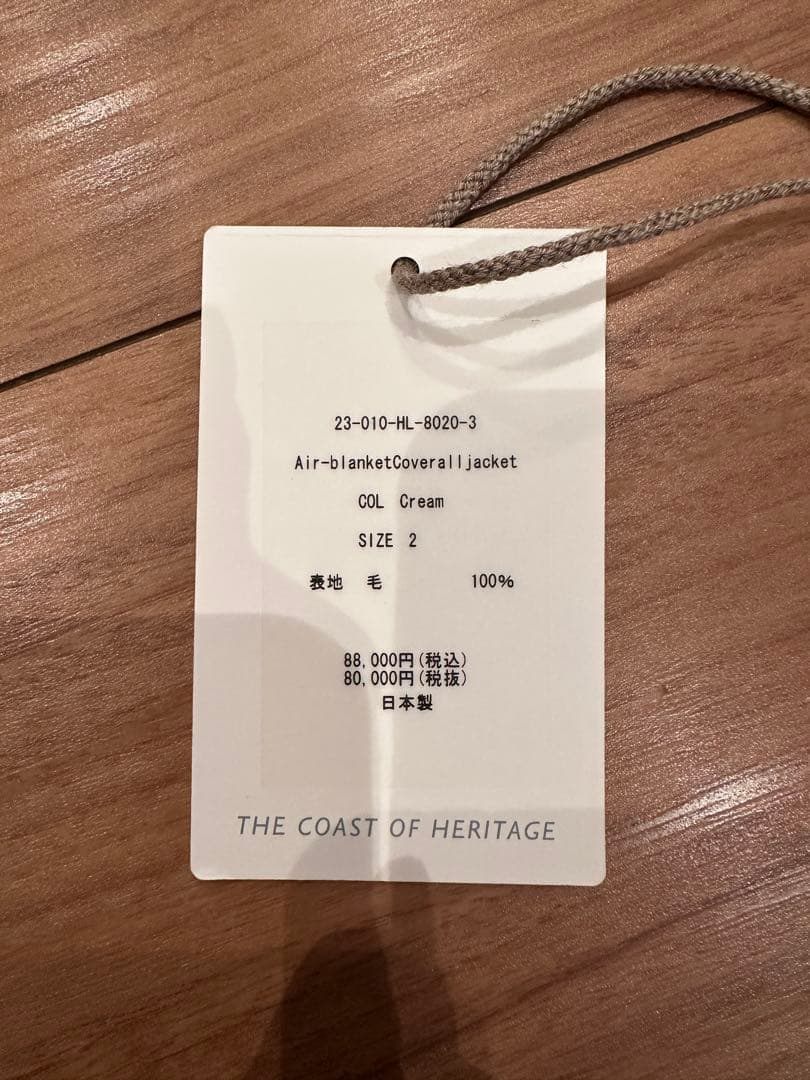 23-010-HL-8020-3
Air-blanketCoveralljacket
COL Cream
SIZE 2
表地 毛 100%
88,000円(税込)
80,000円(税抜)
日本製
THE COAST OF HERITAGE